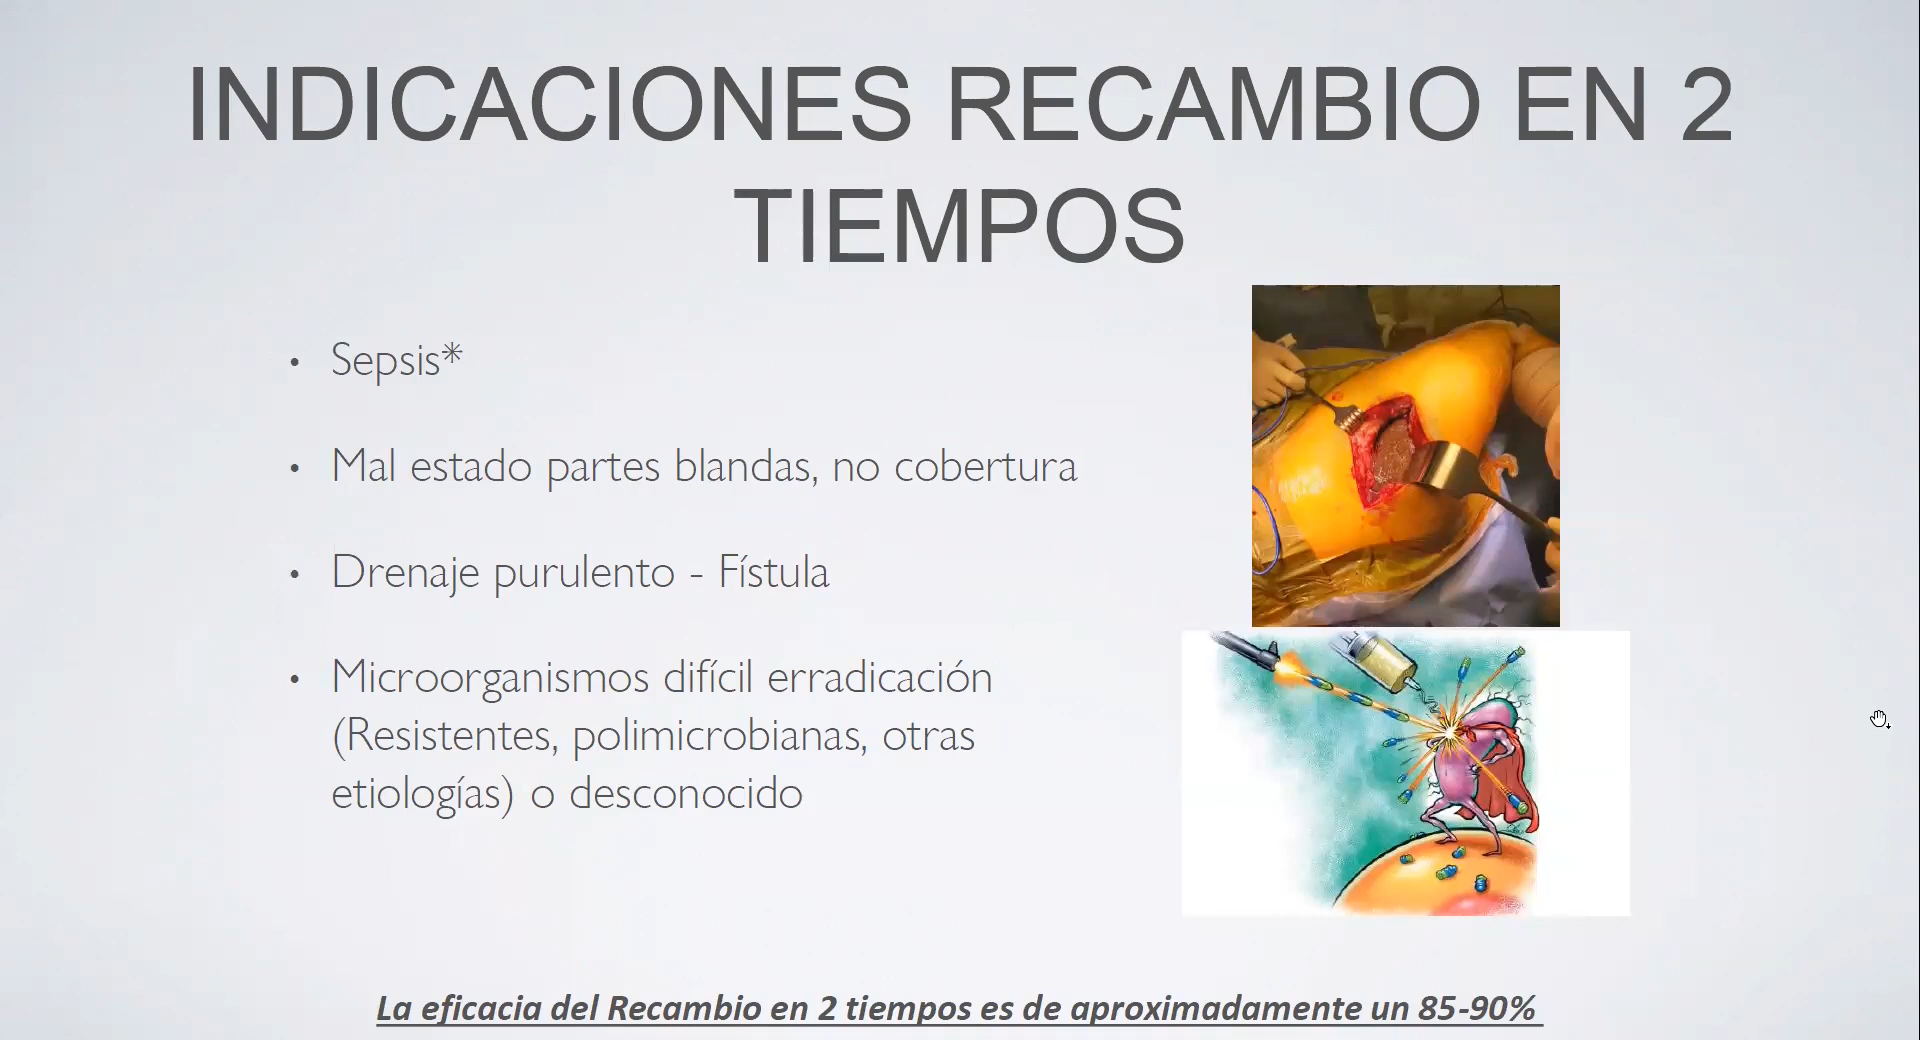 INDICACIONES RECAMBIO EN 2
TIEMPOS
• Sepsis*
• Mal estado partes blandas, no cobertura
• Drenaje purulento - Fístula
• Microorganismos difícil erradicación
(Resistentes, polimicrobianas, otras
etiologías) o desconocido
La eficacia del Recambio en 2 tiempos es de aproximadamente un 85-90%